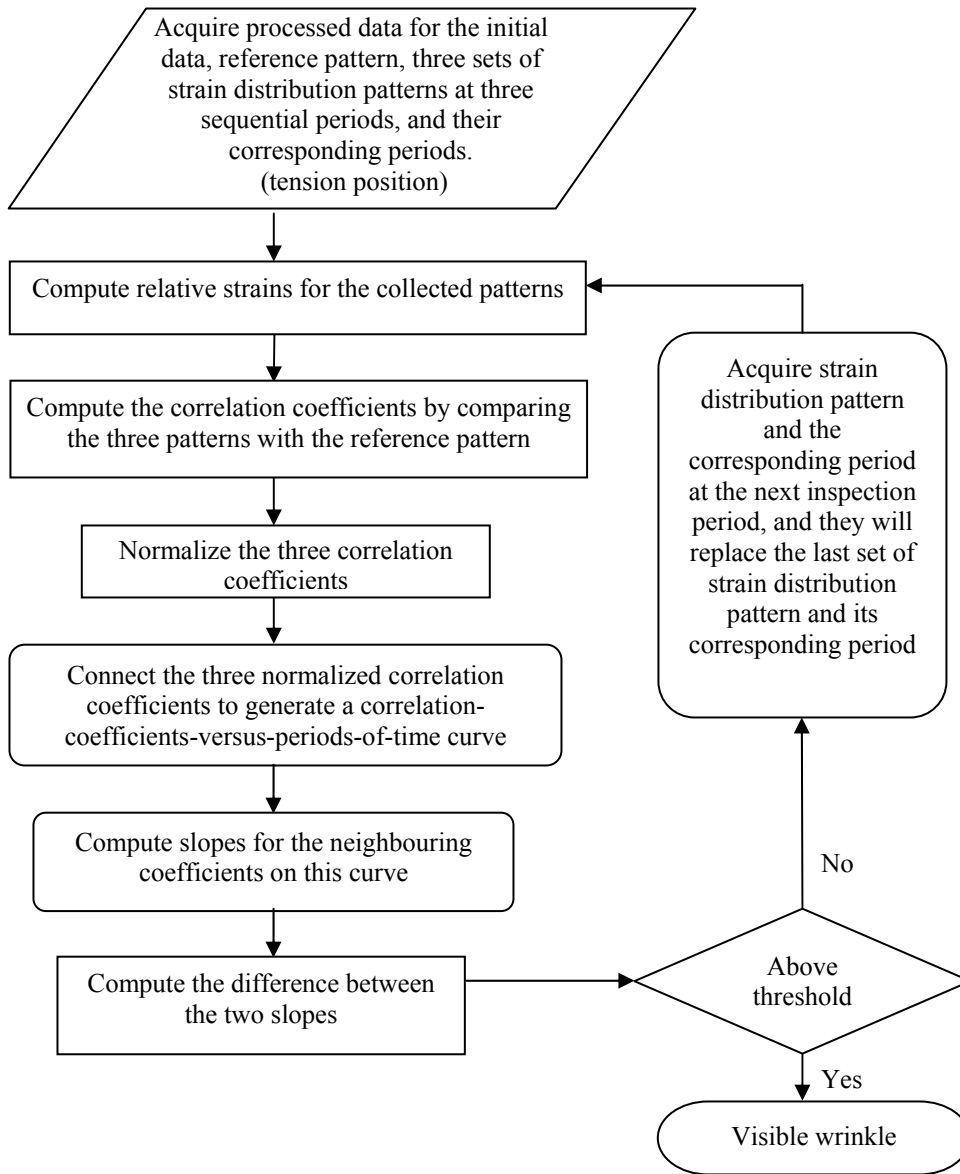 Acquire processed data for the initial
data, reference pattern, three sets of
strain distribution patterns at three
sequential periods, and their
corresponding periods.
(tension position)
Compute relative strains for the collected patterns
Compute the correlation coefficients by comparing
the three patterns with the reference pattern
Normalize the three correlation
coefficients
Connect the three normalized correlation
coefficients to generate a correlation-
coefficients-versus-periods-of-time curve
Compute slopes for the neighbouring
coefficients on this curve
Compute the difference between
the two slopes
Above
threshold
No
Acquire strain
distribution pattern
and the
corresponding period
at the next inspection
period, and they will
replace the last set of
strain distribution
pattern and its
corresponding period
Yes
Visible wrinkle